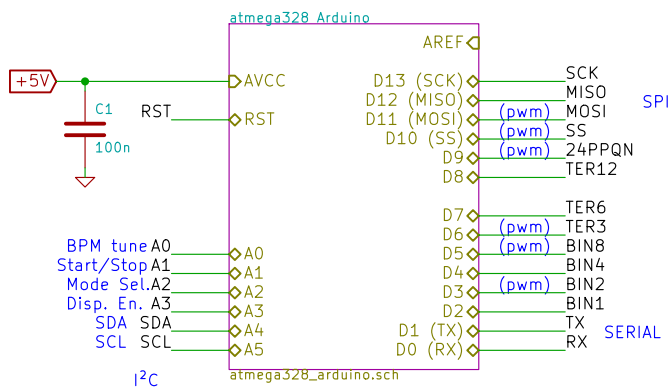 atmega328 Arduino
AREF
+5V AVCC D13 (SCK) SCK
D12 (MISO) MISO SPI
C1 RST RST D11 (MOSI) (pwm) MOSI
D10 (SS) (pwm) SS
100n D9 (pwm) 24PPQN
D8 TER12
D7 TER6
D6 (pwm) TER3
BPM tune A0 A0 D5 (pwm) BIN8
Start/Stop A1 A1 D4 BIN4
Mode Sel. A2 A2 D3 (pwm) BIN2
Disp. En. A3 A3 D2 BIN1
SDA SDA A4 D1 (TX) TX SERIAL
SCL SCL A5 D0 (RX) RX
atmega328_arduino.sch
I²C